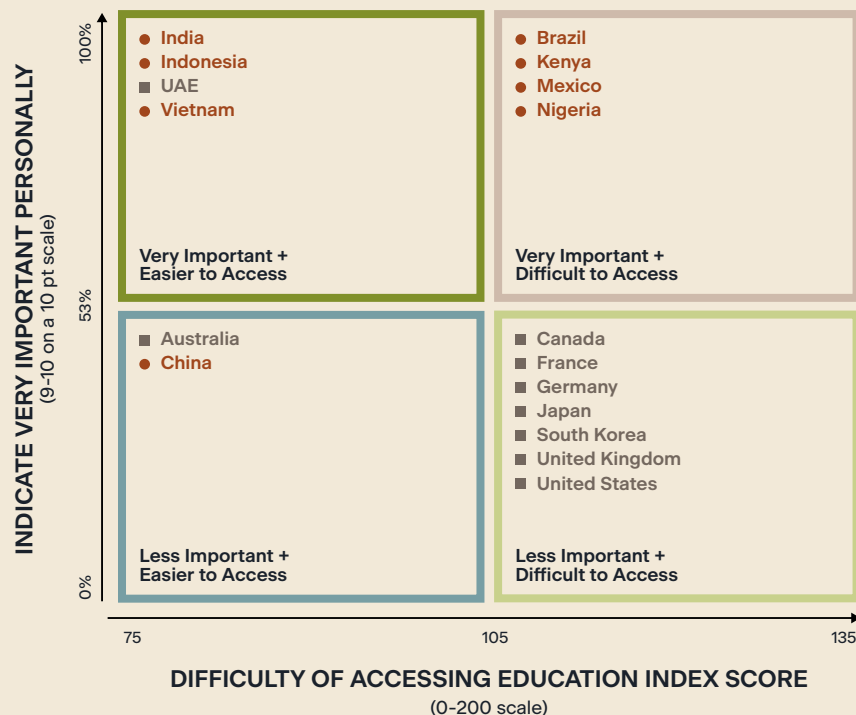 INDICATE VERY IMPORTANT PERSONALLY
(9-10 on a 10 pt scale)
100%
53%
0%
India
Indonesia
UAE
Vietnam
Very Important +
Easier to Access
Brazil
Kenya
Mexico
Nigeria
Very Important +
Difficult to Access
Australia
China
Less Important +
Easier to Access
Canada
France
Germany
Japan
South Korea
United Kingdom
United States
Less Important +
Difficult to Access
75
105
135
DIFFICULTY OF ACCESSING EDUCATION INDEX SCORE
(0-200 scale)